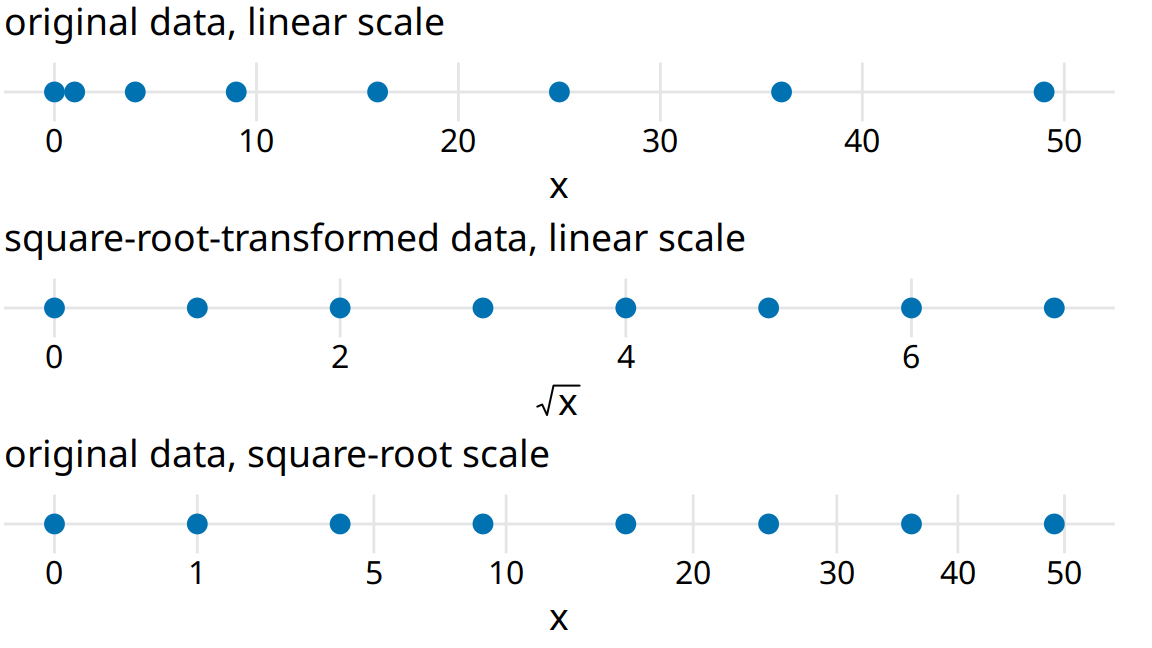 original data, linear scale
0 10 20 30 40 50
x
square-root-transformed data, linear scale
0 2 4 6
√x
original data, square-root scale
0 1 5 10 20 30 40 50
x